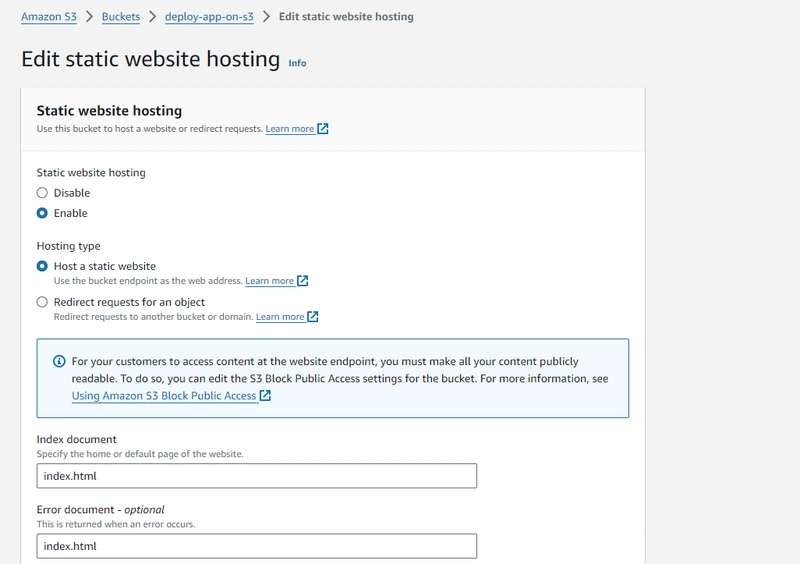 Amazon S3 > Buckets > deploy-app-on-s3 > Edit static website hosting
Edit static website hosting Info
Static website hosting
Use this bucket to host a website or redirect requests. Learn more
Static website hosting
Disable
Enable
Hosting type
Host a static website
Use the bucket endpoint as the web address. Learn more
Redirect requests for an object
Redirect requests to another bucket or domain. Learn more
For your customers to access content at the website endpoint, you must make all your content publicly
readable. To do so, you can edit the S3 Block Public Access settings for the bucket. For more information, see
Using Amazon S3 Block Public Access
Index document
Specify the home or default page of the website.
index.html
Error document - optional
This is returned when an error occurs.
index.html